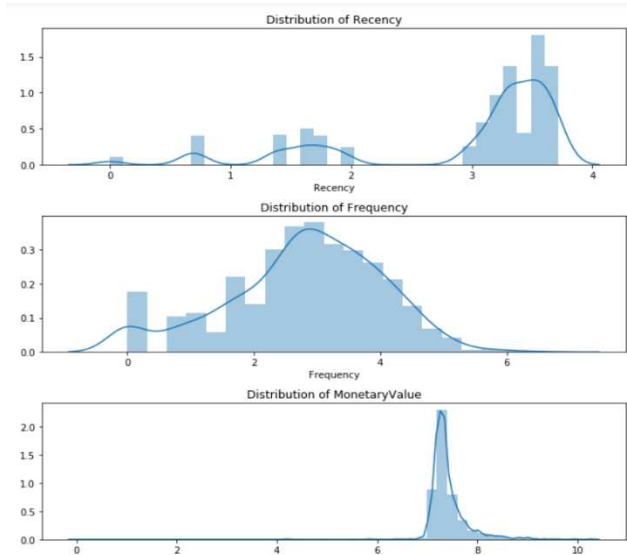 Distribution of Recency
1.5
1.0
0.5
0.0
0 1 2 3 4
Recency
Distribution of Frequency
0.3
0.2
0.1
0.0
0 2 4 6
Frequency
Distribution of MonetaryValue
2.0
1.5
1.0
0.5
0.0
0 2 4 6 8 10